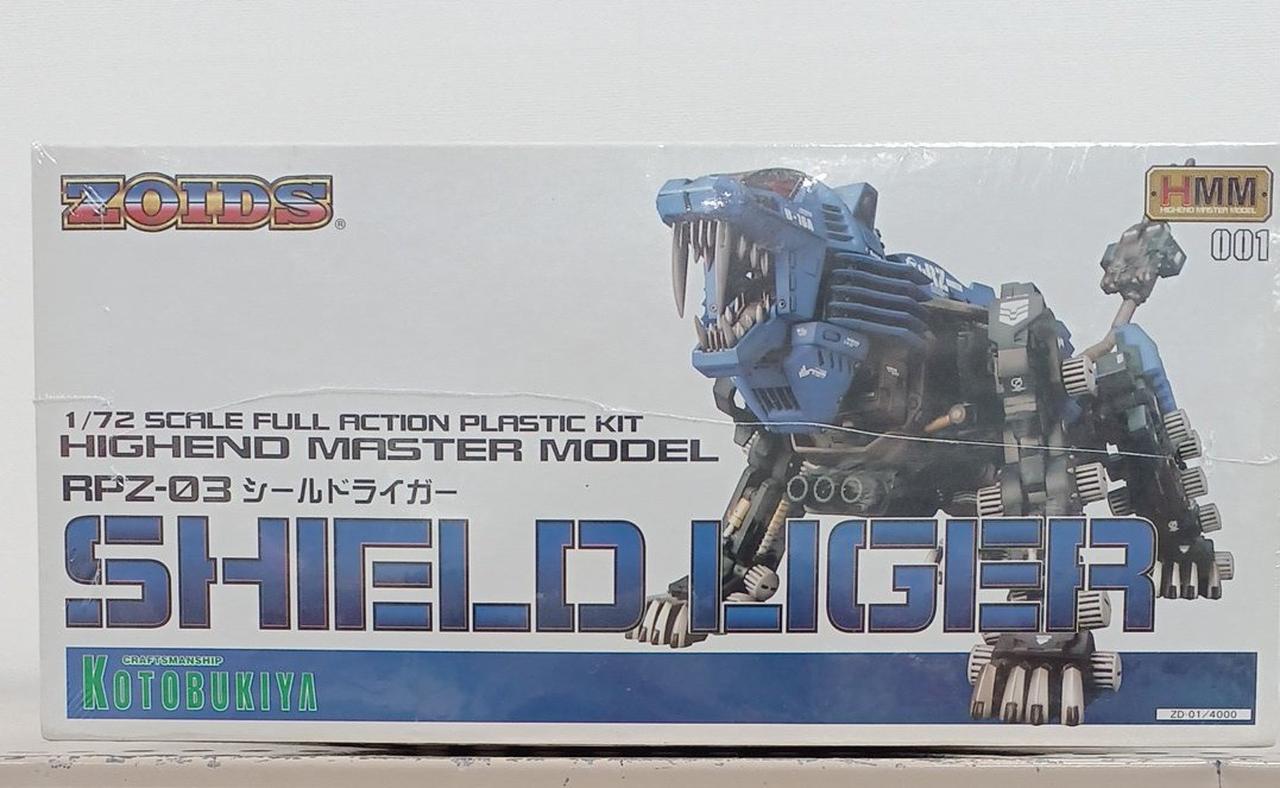 ZOIDS®
HMM
HIGHEND MASTER MODEL
001
1/72 SCALE FULL ACTION PLASTIC KIT
HIGHEND MASTER MODEL
RPZ-03 シールドライガー
SHIELD LIGER
CRAFTSMANSHIP
KOTOBUKIYA
ZD-01/4000